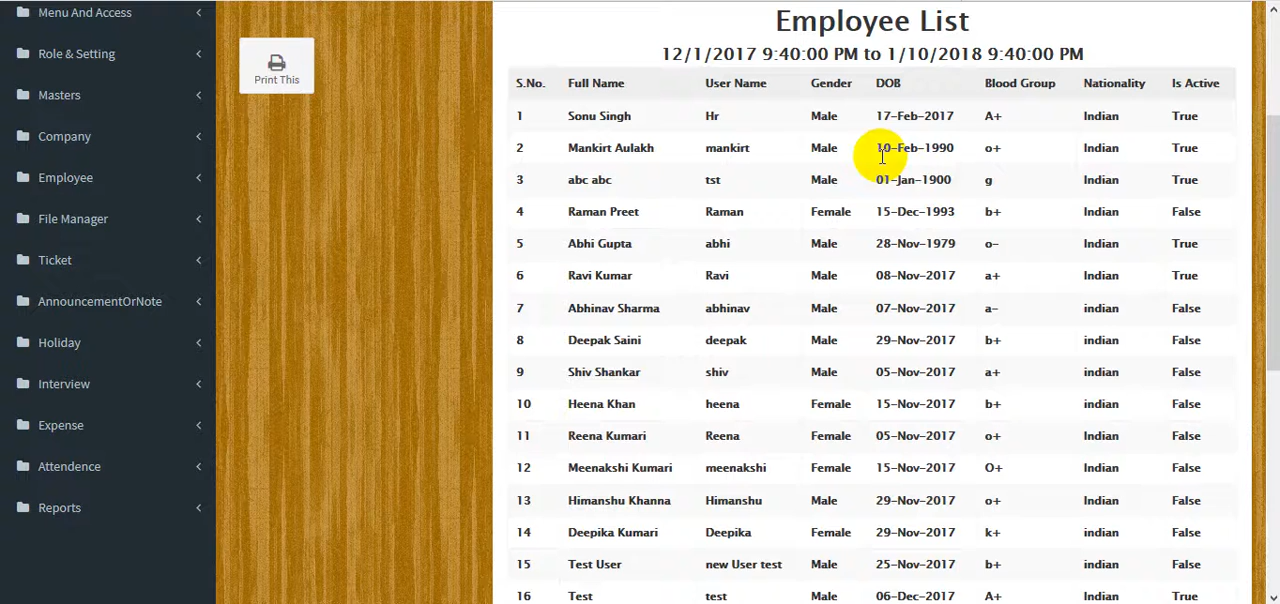 Menu And Access
Role & Setting
Masters
Company
Employee
File Manager
Ticket
AnnouncementOrNote
Holiday
Interview
Expense
Attendence
Reports
Print This
Employee List
12/1/2017 9:40:00 PM to 1/10/2018 9:40:00 PM
S.No. Full Name User Name Gender DOB Blood Group Nationality Is Active
1 Sonu Singh Hr Male 17-Feb-2017 A+ Indian True
2 Mankirt Aulakh mankirt Male 10-Feb-1990 o+ Indian True
3 abc abc tst Male 01-Jan-1900 g Indian True
4 Raman Preet Raman Female 15-Dec-1993 b+ Indian False
5 Abhi Gupta abhi Male 28-Nov-1979 o- Indian True
6 Ravi Kumar Ravi Male 08-Nov-2017 a+ Indian True
7 Abhinav Sharma abhinav Male 07-Nov-2017 a- indian False
8 Deepak Saini deepak Male 29-Nov-2017 b+ indian False
9 Shiv Shankar shiv Male 05-Nov-2017 a+ indian False
10 Heena Khan heena Female 15-Nov-2017 b+ indian False
11 Reena Kumari Reena Female 05-Nov-2017 o+ Indian False
12 Meenakshi Kumari meenakshi Female 15-Nov-2017 O+ Indian False
13 Himanshu Khanna Himanshu Male 29-Nov-2017 o+ indian False
14 Deepika Kumari Deepika Female 29-Nov-2017 k+ indian False
15 Test User new User test Male 25-Nov-2017 b+ indian False
16 Test test Male 06-Dec-2017 A+ Indian True